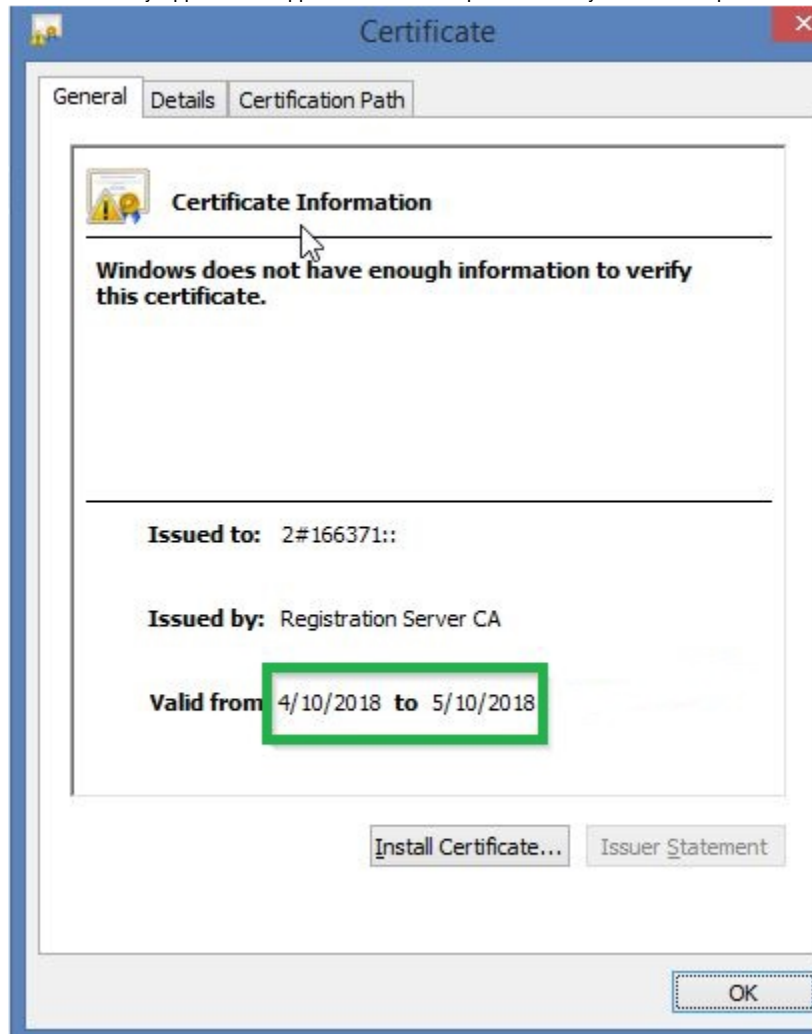 Certificate
General Details Certification Path
Certificate Information
Windows does not have enough information to verify
this certificate.
Issued to: 2#166371::
Issued by: Registration Server CA
Valid from 4/10/2018 to 5/10/2018
Install Certificate... Issuer Statement
OK